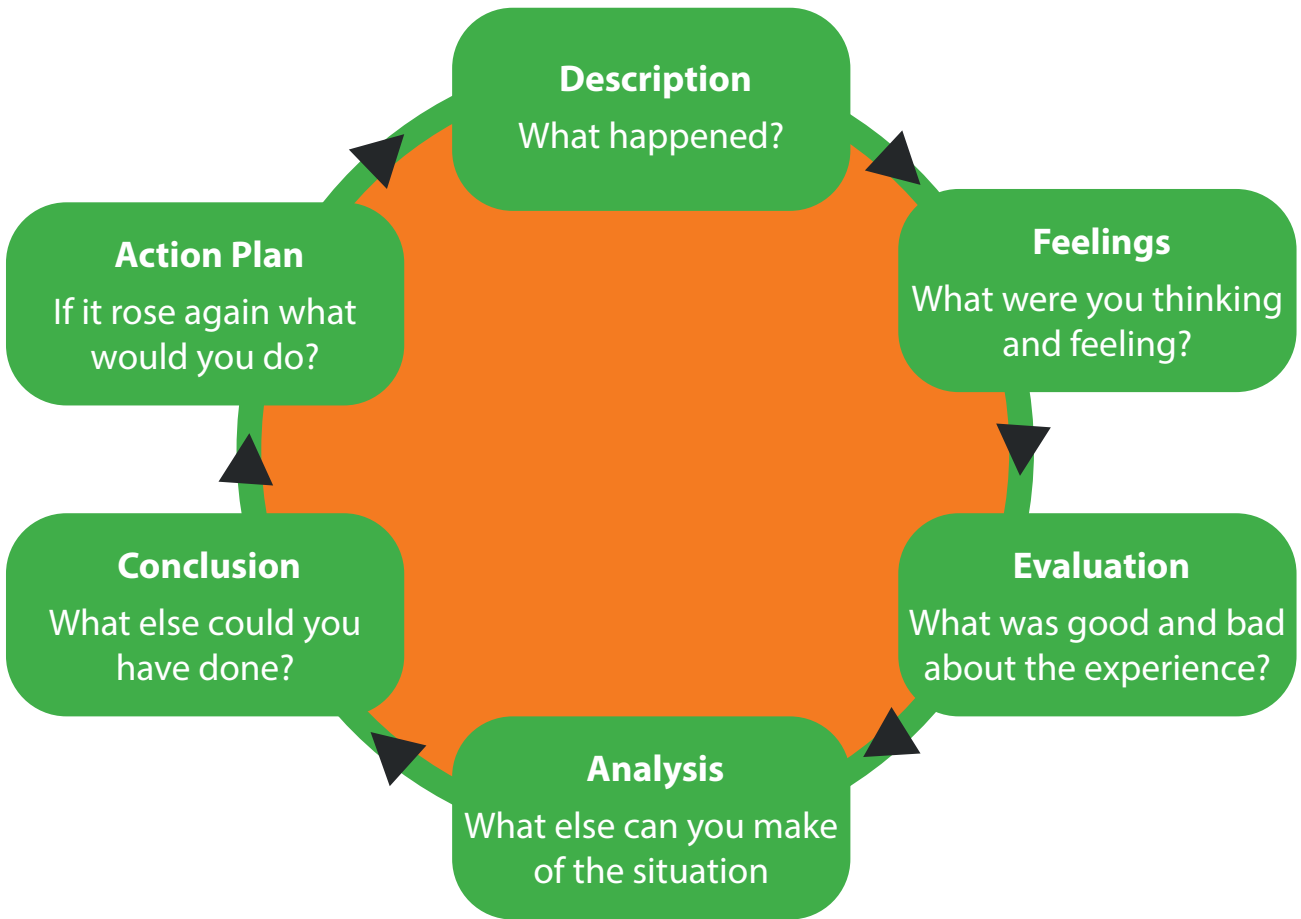 Description
What happened?
Feelings
What were you thinking
and feeling?
Evaluation
What was good and bad
about the experience?
Analysis
What else can you make
of the situation
Conclusion
What else could you
have done?
Action Plan
If it rose again what
would you do?